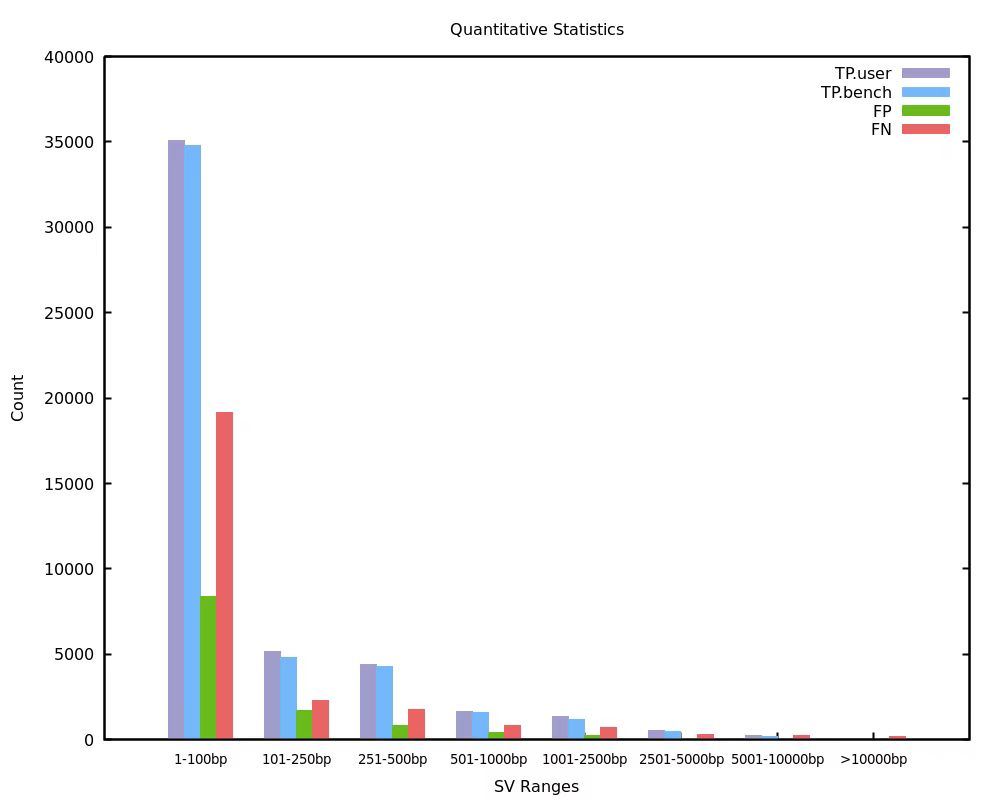 Quantitative Statistics
40000
35000
30000
25000
20000
15000
10000
5000
0
Count
TP.user
TP.bench
FP
FN
1-100bp 101-250bp 251-500bp 501-1000bp 1001-2500bp 2501-5000bp 5001-10000bp >10000bp
SV Ranges